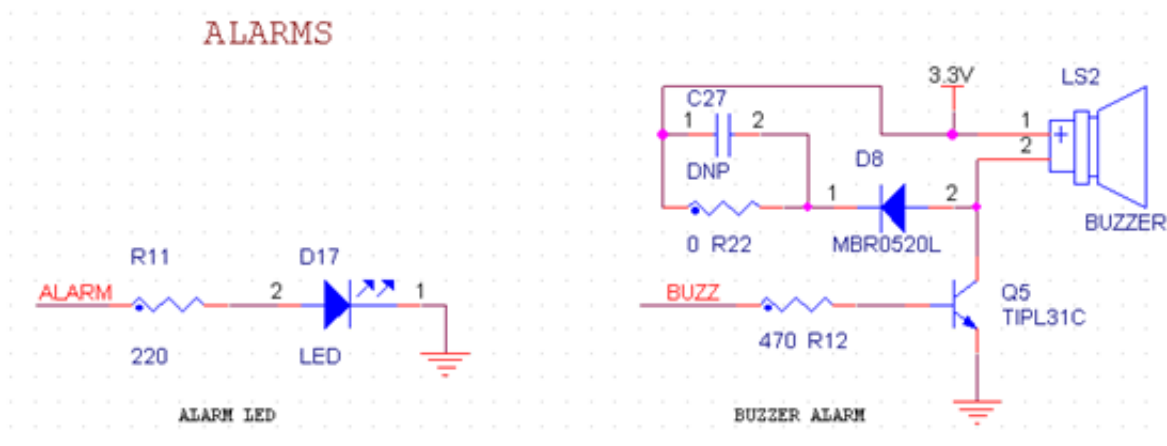 ALARMS
R11
D17
ALARM
2
1
220
LED
ALARM LED
3.3V
LS2
C27
1
2
1
2
+
DNP
D8
1
2
BUZZER
0 R22
MBR0520L
BUZZ
Q5
TIPL31C
470 R12
BUZZER ALARM